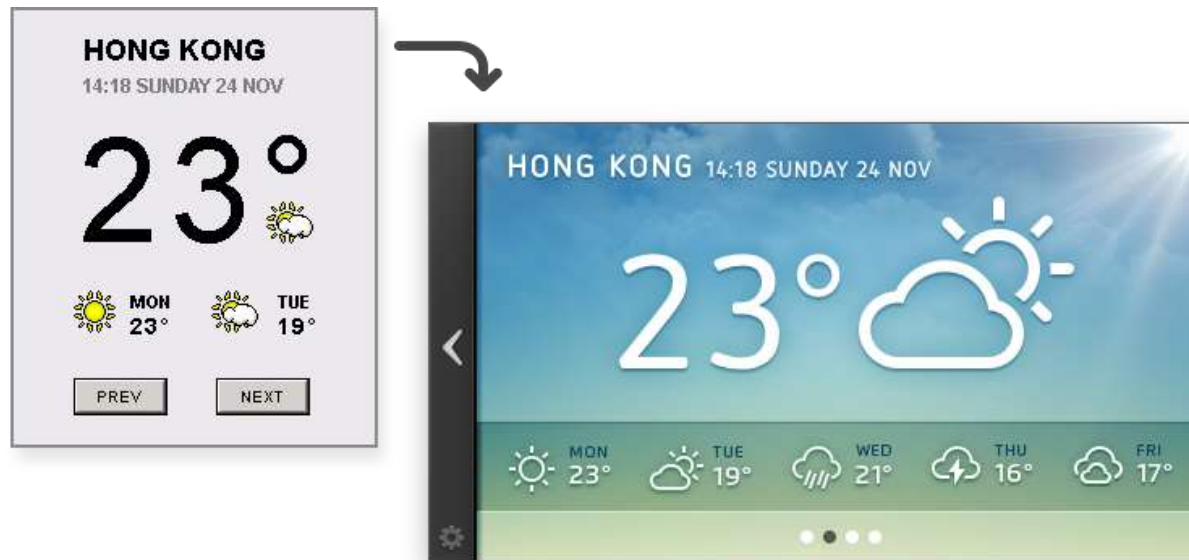 HONG KONG
14:18 SUNDAY 24 NOV
23°
MON
23°
TUE
19°
PREV
NEXT
HONG KONG 14:18 SUNDAY 24 NOV
23°
MON
23°
TUE
19°
WED
21°
THU
16°
FRI
17°